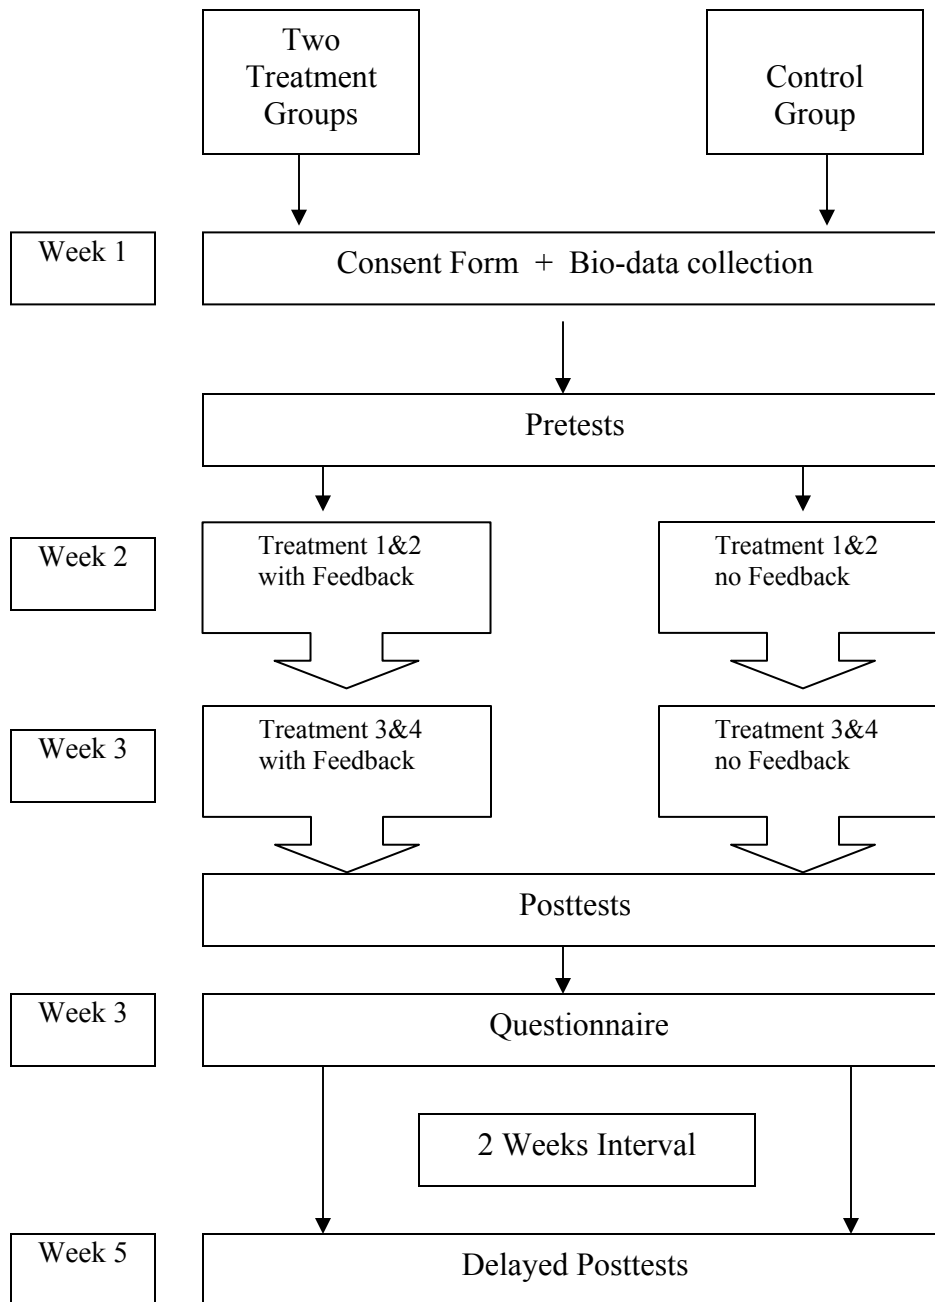 Two
Treatment
Groups
Control
Group
Week 1
Consent Form + Bio-data collection
Pretests
Week 2
Treatment 1&2
with Feedback
Treatment 1&2
no Feedback
Week 3
Treatment 3&4
with Feedback
Treatment 3&4
no Feedback
Posttests
Week 3
Questionnaire
2 Weeks Interval
Week 5
Delayed Posttests